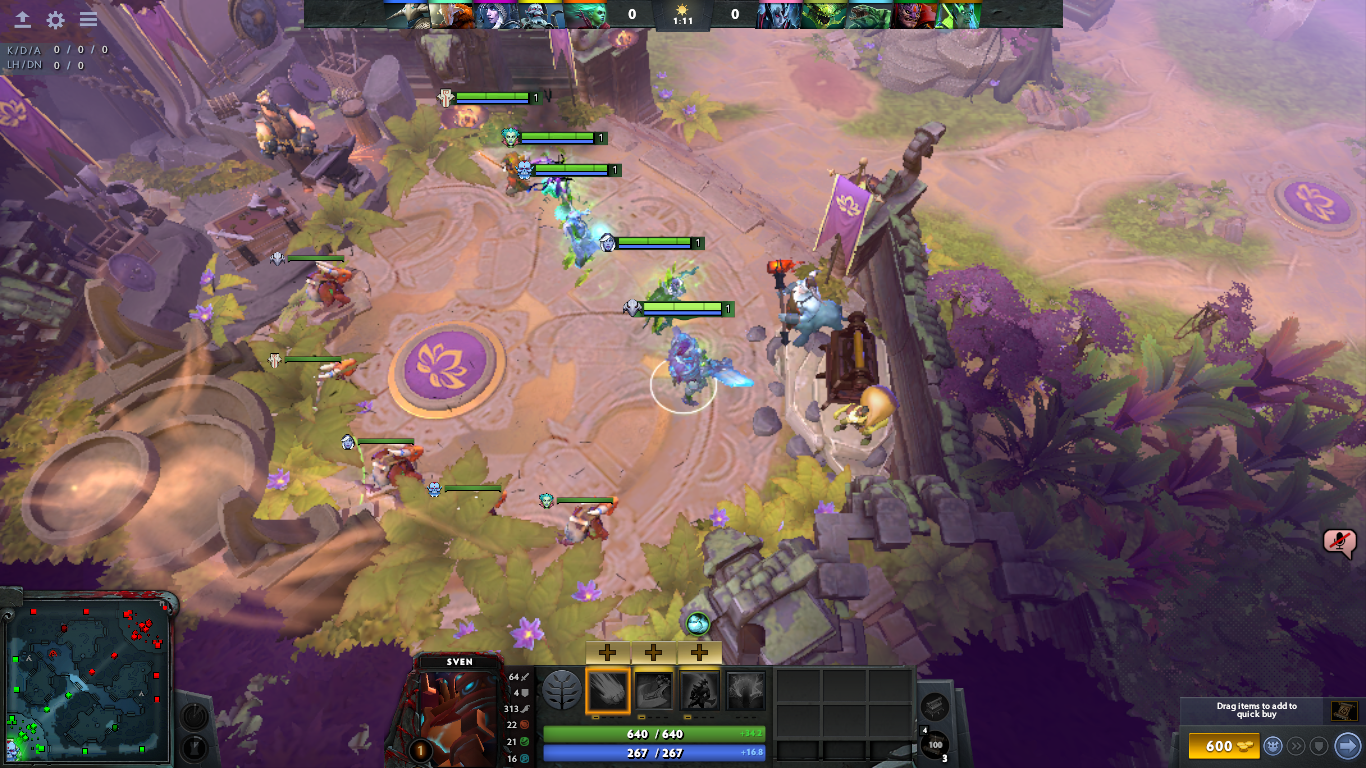 0 1:11 0
K/D/A 0 / 0 / 0
LH/DN 0 / 0
1
1
1
1
1
SVEN
64
4
313
22
21
16
1
640 / 640 +34.2
267 / 267 +16.8
4
100
3
Drag items to add to
quick buy
600